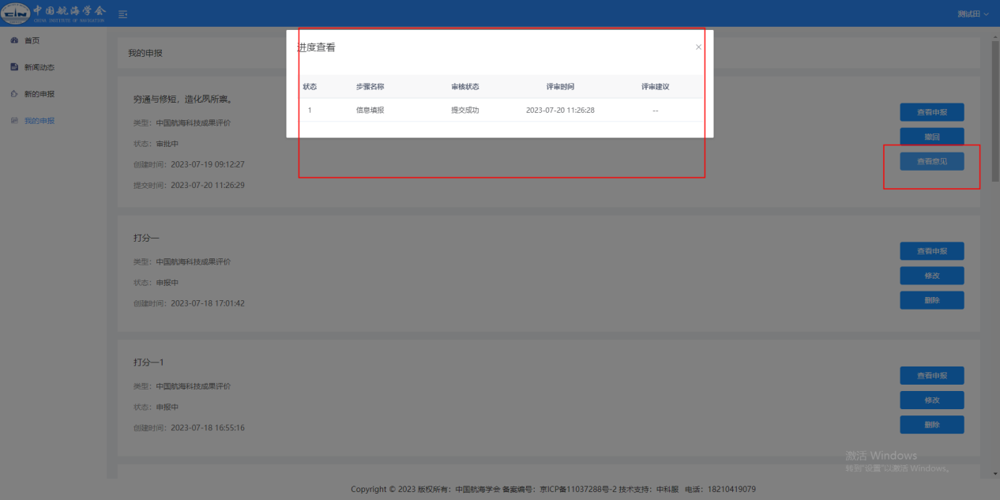 中国航海学会
CHINA INSTITUTE OF NAVIGATION
测试田
首页
新闻动态
新的申报
我的申报
我的申报
进度查看
状态 步骤名称 审核状态 评审时间 评审建议
1 信息填报 提交成功 2023-07-20 11:26:28 --
穷通与修短，造化夙所禀。
类型：中国航海科技成果评价
状态：审批中
创建时间：2023-07-19 09:12:27
提交时间：2023-07-20 11:26:29
查看申报
撤回
查看意见
打分一
类型：中国航海科技成果评价
状态：申报中
创建时间：2023-07-18 17:01:42
查看申报
修改
删除
打分一1
类型：中国航海科技成果评价
状态：申报中
创建时间：2023-07-18 16:55:16
查看申报
修改
删除
激活 Windows
转到"设置"以激活 Windows。
Copyright © 2023 版权所有：中国航海学会 备案编号：京ICP备11037288号-2 技术支持：中科服 电话：18210419079